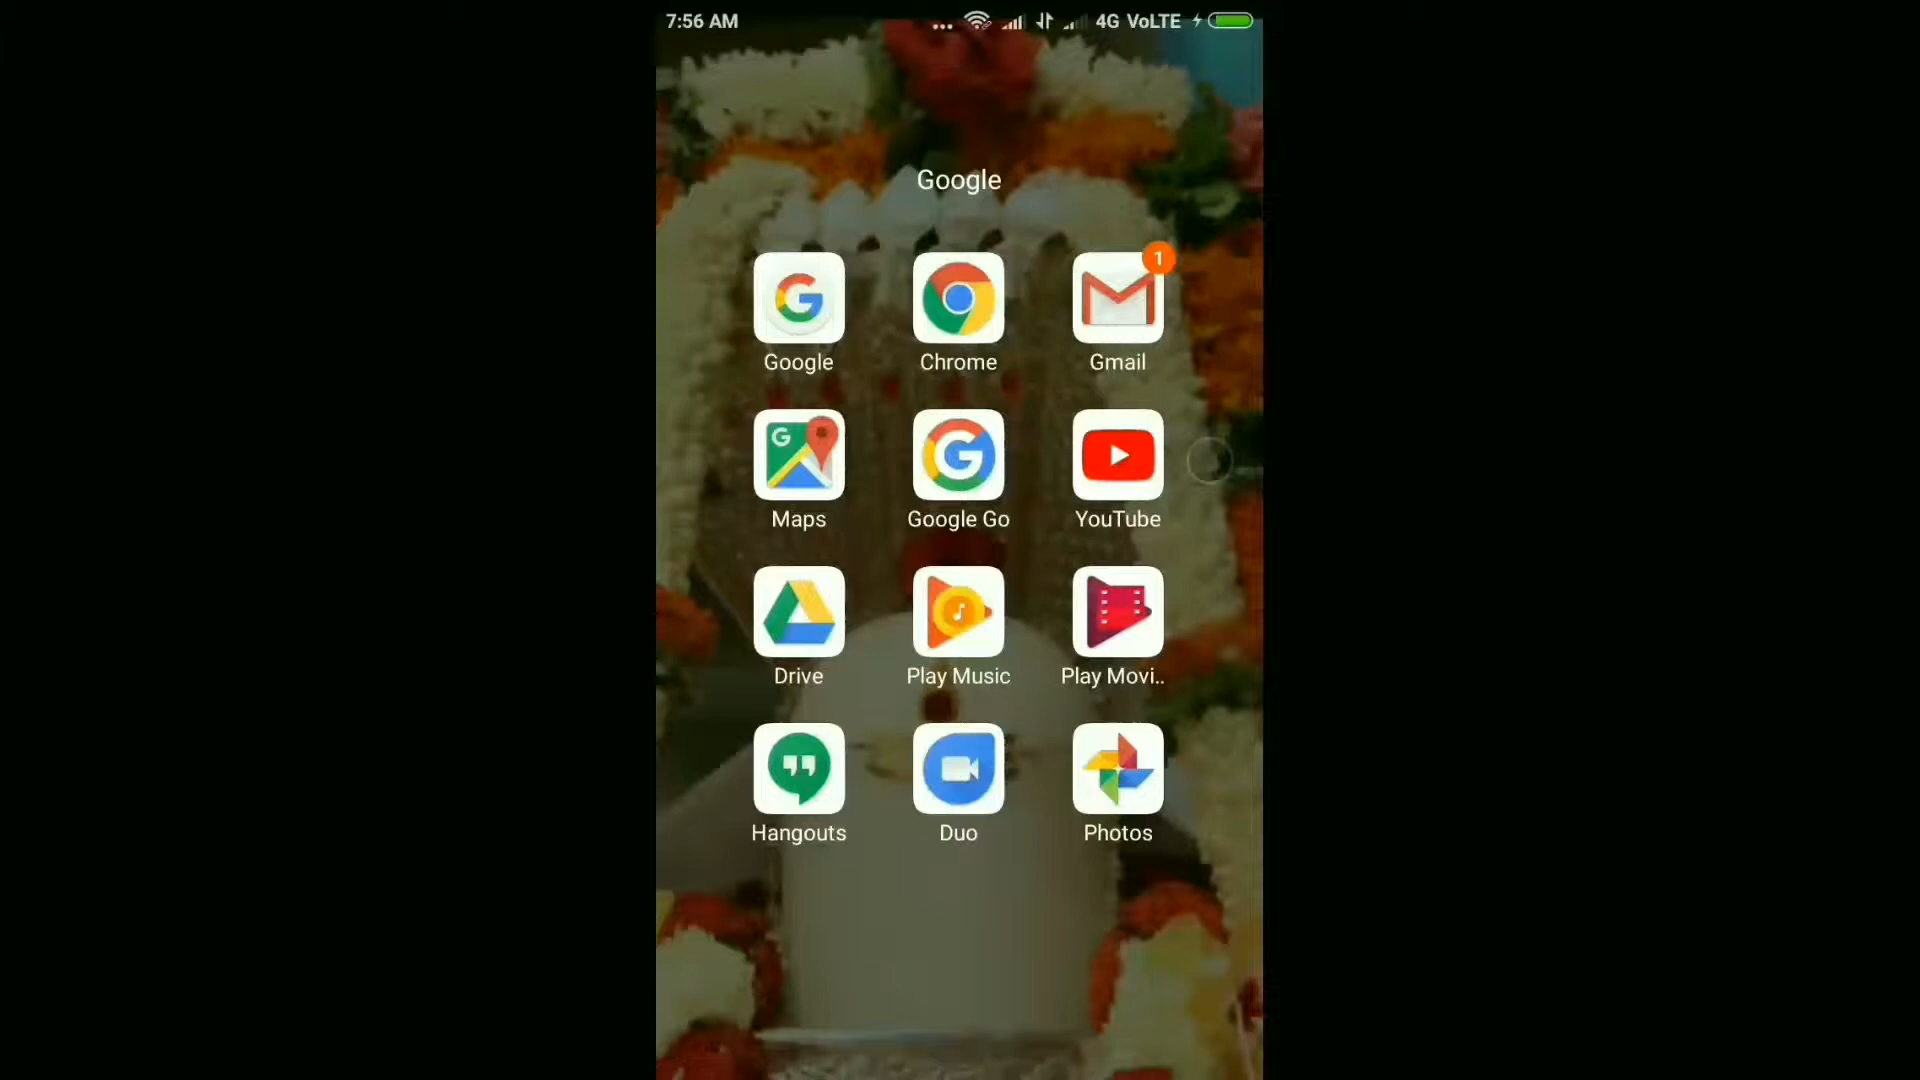 7:56 AM ... 4G VoLTE
Google
1
Google Chrome Gmail
Maps Google Go YouTube
Drive Play Music Play Movi..
Hangouts Duo Photos